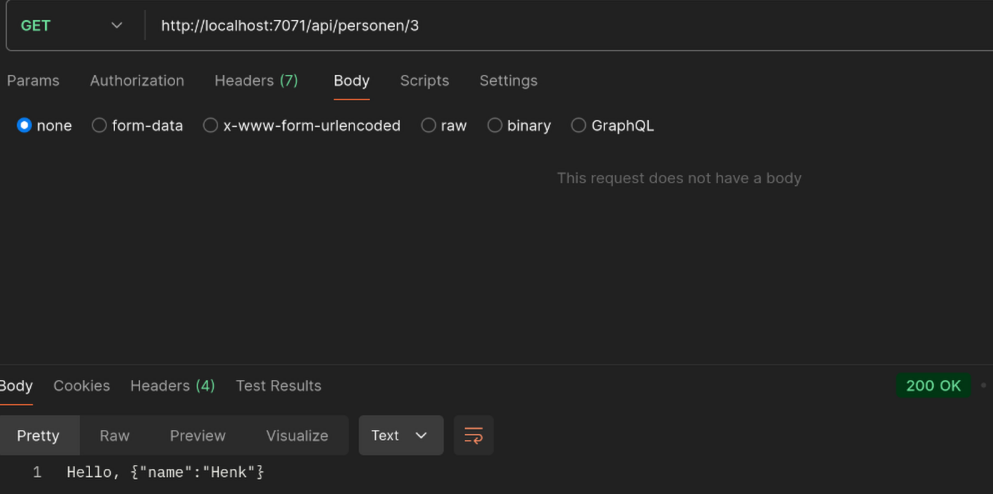 GET http://localhost:7071/api/personen/3
Params Authorization Headers (7) Body Scripts Settings
none form-data x-www-form-urlencoded raw binary GraphQL
This request does not have a body
Body Cookies Headers (4) Test Results 200 OK
Pretty Raw Preview Visualize Text
1 Hello, {"name":"Henk"}